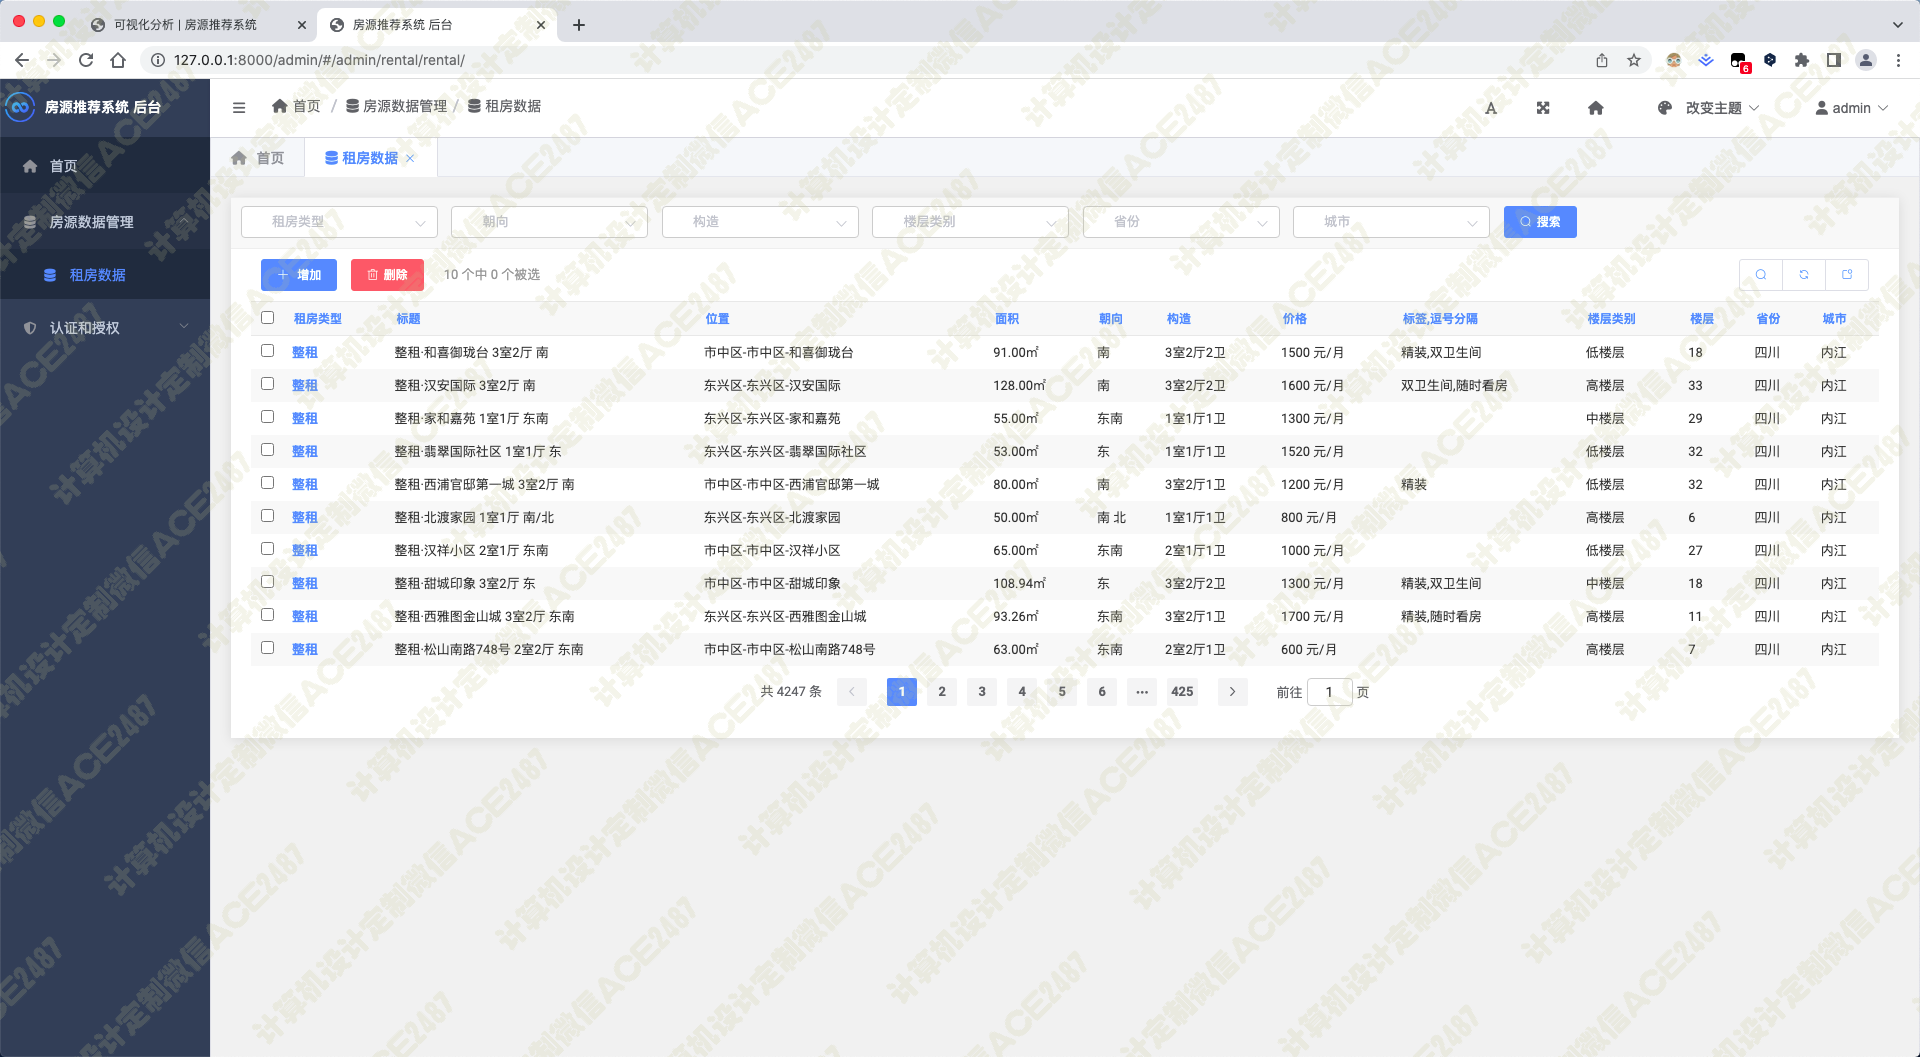 可视化分析 | 房源推荐系统
房源推荐系统 后台
127.0.0.1:8000/admin/#/admin/rental/rental/
6
房源推荐系统 后台
首页 / 房源数据管理 / 租房数据
改变主题
admin
首页
房源数据管理
租房数据
认证和授权
首页
租房数据
租房类型 朝向 构造 楼层类别 省份 城市 搜索
增加 删除 10 个中 0 个被选
租房类型 标题 位置 面积 朝向 构造 价格 标签,逗号分隔 楼层类别 楼层 省份 城市
整租 整租·和喜御珑台 3室2厅 南 市中区-市中区-和喜御珑台 91.00㎡ 南 3室2厅2卫 1500 元/月 精装,双卫生间 低楼层 18 四川 内江
整租 整租·汉安国际 3室2厅 南 东兴区-东兴区-汉安国际 128.00㎡ 南 3室2厅2卫 1600 元/月 双卫生间,随时看房 高楼层 33 四川 内江
整租 整租·家和嘉苑 1室1厅 东南 东兴区-东兴区-家和嘉苑 55.00㎡ 东南 1室1厅1卫 1300 元/月 中楼层 29 四川 内江
整租 整租·翡翠国际社区 1室1厅 东 东兴区-东兴区-翡翠国际社区 53.00㎡ 东 1室1厅1卫 1520 元/月 低楼层 32 四川 内江
整租 整租·西浦官邸第一城 3室2厅 南 市中区-市中区-西浦官邸第一城 80.00㎡ 南 3室2厅1卫 1200 元/月 精装 低楼层 32 四川 内江
整租 整租·北渡家园 1室1厅 南/北 东兴区-东兴区-北渡家园 50.00㎡ 南 北 1室1厅1卫 800 元/月 高楼层 6 四川 内江
整租 整租·汉祥小区 2室1厅 东南 市中区-市中区-汉祥小区 65.00㎡ 东南 2室1厅1卫 1000 元/月 低楼层 27 四川 内江
整租 整租·甜城印象 3室2厅 东 市中区-市中区-甜城印象 108.94㎡ 东 3室2厅2卫 1300 元/月 精装,双卫生间 中楼层 18 四川 内江
整租 整租·西雅图金山城 3室2厅 东南 东兴区-东兴区-西雅图金山城 93.26㎡ 东南 3室2厅1卫 1700 元/月 精装,随时看房 高楼层 11 四川 内江
整租 整租·松山南路748号 2室2厅 东南 市中区-市中区-松山南路748号 63.00㎡ 东南 2室2厅1卫 600 元/月 高楼层 7 四川 内江
共 4247 条 1 2 3 4 5 6 ··· 425 前往 1 页
计算机设计定制微信ACE2487